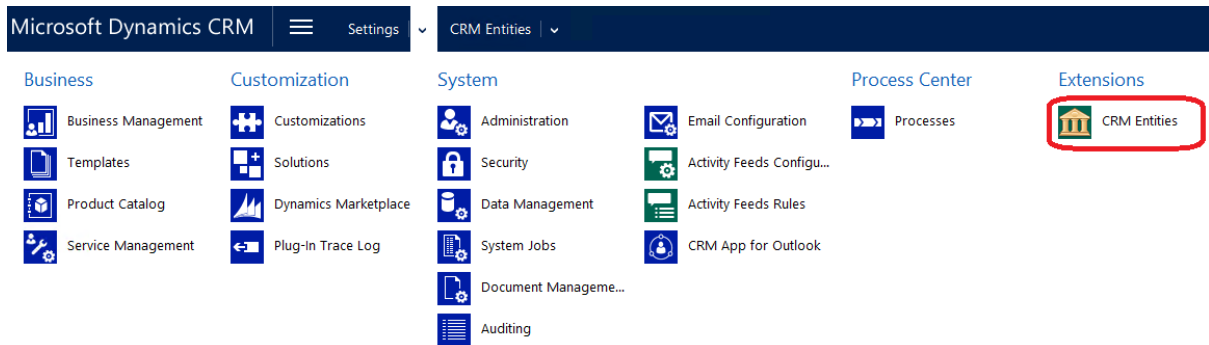 Microsoft Dynamics CRM Settings CRM Entities
Business Customization System Process Center Extensions
Business Management Customizations Administration Email Configuration Processes CRM Entities
Templates Solutions Security Activity Feeds Configu...
Product Catalog Dynamics Marketplace Data Management Activity Feeds Rules
Service Management Plug-In Trace Log System Jobs CRM App for Outlook
Document Manageme...
Auditing